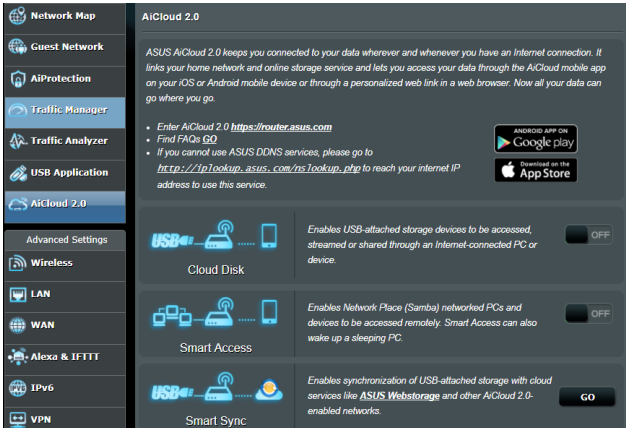 Network Map
Guest Network
AiProtection
Traffic Manager
Traffic Analyzer
USB Application
AiCloud 2.0
Advanced Settings
Wireless
LAN
WAN
Alexa & IFTTT
IPv6
VPN
AiCloud 2.0
ASUS AiCloud 2.0 keeps you connected to your data wherever and whenever you have an Internet connection. It
links your home network and online storage service and lets you access your data through the AiCloud mobile app
on your iOS or Android mobile device or through a personalized web link in a web browser. Now all your data can
go where you go.
• Enter AiCloud 2.0 https://router.asus.com
• Find FAQs GO
• If you cannot use ASUS DDNS services, please go to
http://iplookup.asus.com/nslookup.php to reach your internet IP
address to use this service.
ANDROID APP ON
Google play
Download on the
App Store
USB
Cloud Disk
Enables USB-attached storage devices to be accessed,
streamed or shared through an Internet-connected PC or
device.
OFF
Smart Access
Enables Network Place (Samba) networked PCs and
devices to be accessed remotely. Smart Access can also
wake up a sleeping PC.
OFF
USB
Smart Sync
Enables synchronization of USB-attached storage with cloud
services like ASUS Webstorage and other AiCloud 2.0-
enabled networks.
GO